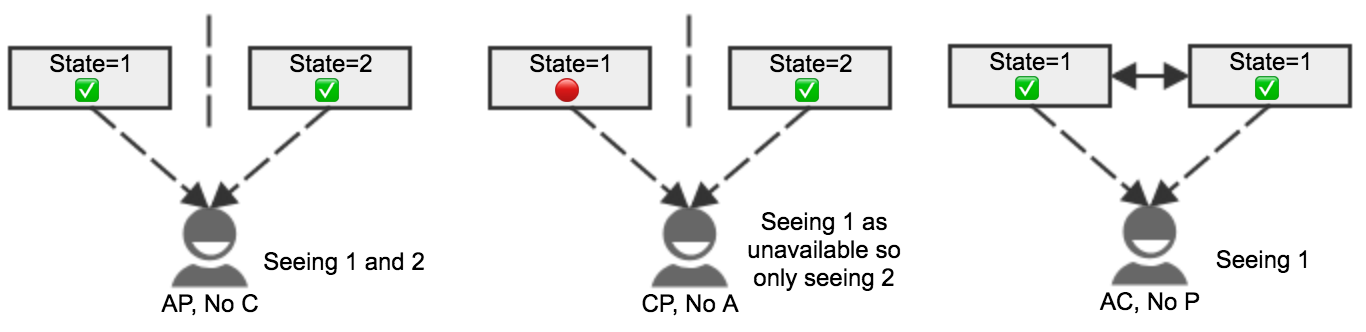 State=1
State=2
Seeing 1 and 2
AP, No C
State=1
State=2
Seeing 1 as
unavailable so
only seeing 2
CP, No A
State=1
State=1
Seeing 1
AC, No P